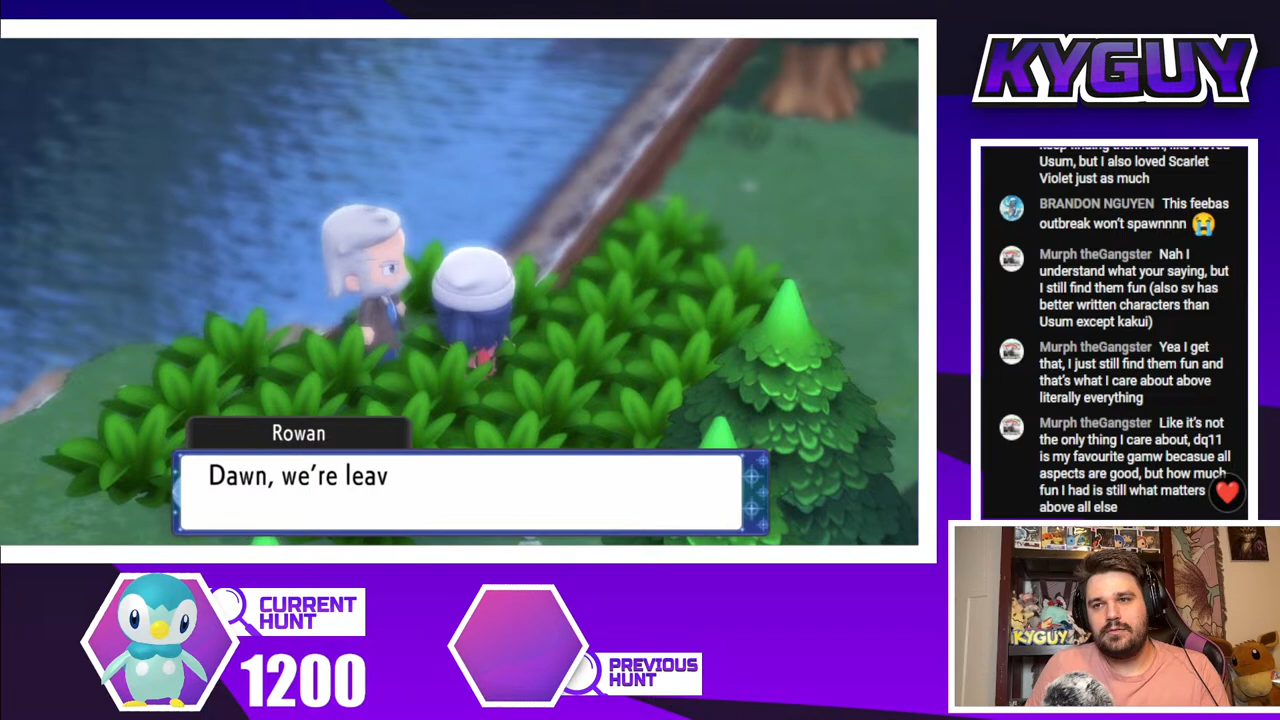 KYGUY
Usum, but I also loved Scarlet
Violet just as much
BRANDON NGUYEN This feebas
outbreak won't spawnnnn 😭
Murph theGangster Nah I
understand what your saying, but
I still find them fun (also sv has
better written characters than
Usum except kakui)
Murph theGangster Yea I get
that, I just still find them fun and
that's what I care about above
literally everything
Murph theGangster Like it's not
the only thing I care about, dq11
is my favourite gamw becasue all
aspects are good, but how much
fun I had is still what matters
above all else
Rowan
Dawn, we're leav
CURRENT
HUNT
1200
PREVIOUS
HUNT
KYGUY